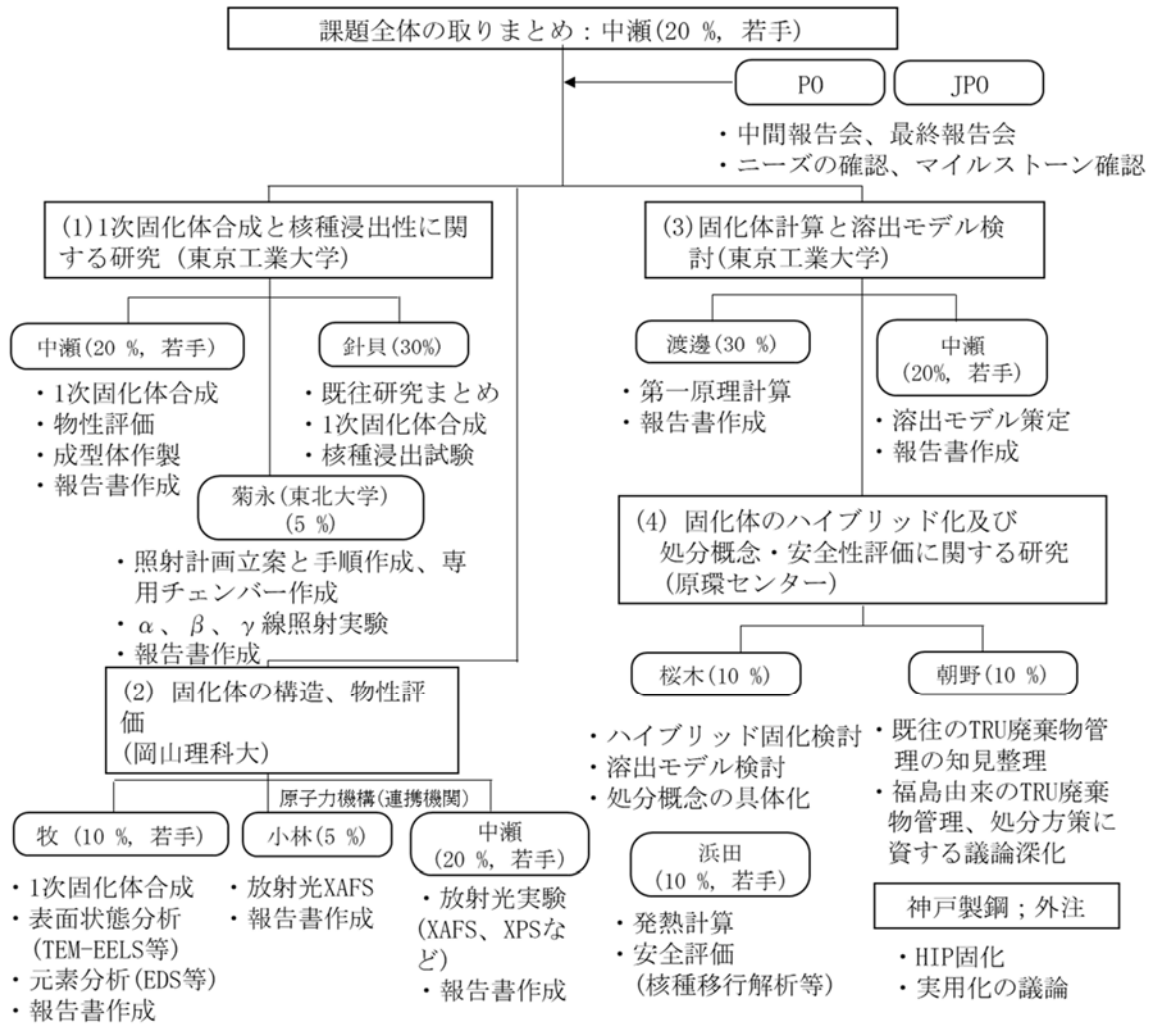 課題全体の取りまとめ：中瀬(20 %, 若手)
PO
JPO
・中間報告会、最終報告会
・ニーズの確認、マイルストーン確認
(1)1次固化体合成と核種浸出性に関
する研究 (東京工業大学)
中瀬(20 %, 若手)
・1次固化体合成
・物性評価
・成型体作製
・報告書作成
針貝(30%)
・既往研究まとめ
・1次固化体合成
・核種浸出試験
菊永(東北大学)
(5 %)
・照射計画立案と手順作成、専
用チェンバー作成
・α、β、γ線照射実験
・報告書作成
(2) 固化体の構造、物性評
価
(岡山理科大)
原子力機構(連携機関)
牧 (10 %, 若手)
・1次固化体合成
・表面状態分析
(TEM-EELS等)
・元素分析(EDS等)
・報告書作成
小林(5 %)
・放射光XAFS
・報告書作成
中瀬
(20 %, 若手)
・放射光実験
(XAFS、XPSな
ど)
・報告書作成
(3)固化体計算と溶出モデル検
討(東京工業大学)
渡邊(30 %)
・第一原理計算
・報告書作成
中瀬
(20%, 若手)
・溶出モデル策定
・報告書作成
(4) 固化体のハイブリッド化及び
処分概念・安全性評価に関する研究
(原環センター)
桜木(10 %)
・ハイブリッド固化検討
・溶出モデル検討
・処分概念の具体化
浜田
(10 %, 若手)
・発熱計算
・安全評価
(核種移行解析等)
朝野(10 %)
・既往のTRU廃棄物管
理の知見整理
・福島由来のTRU廃棄
物管理、処分方策に
資する議論深化
神戸製鋼；外注
・HIP固化
・実用化の議論